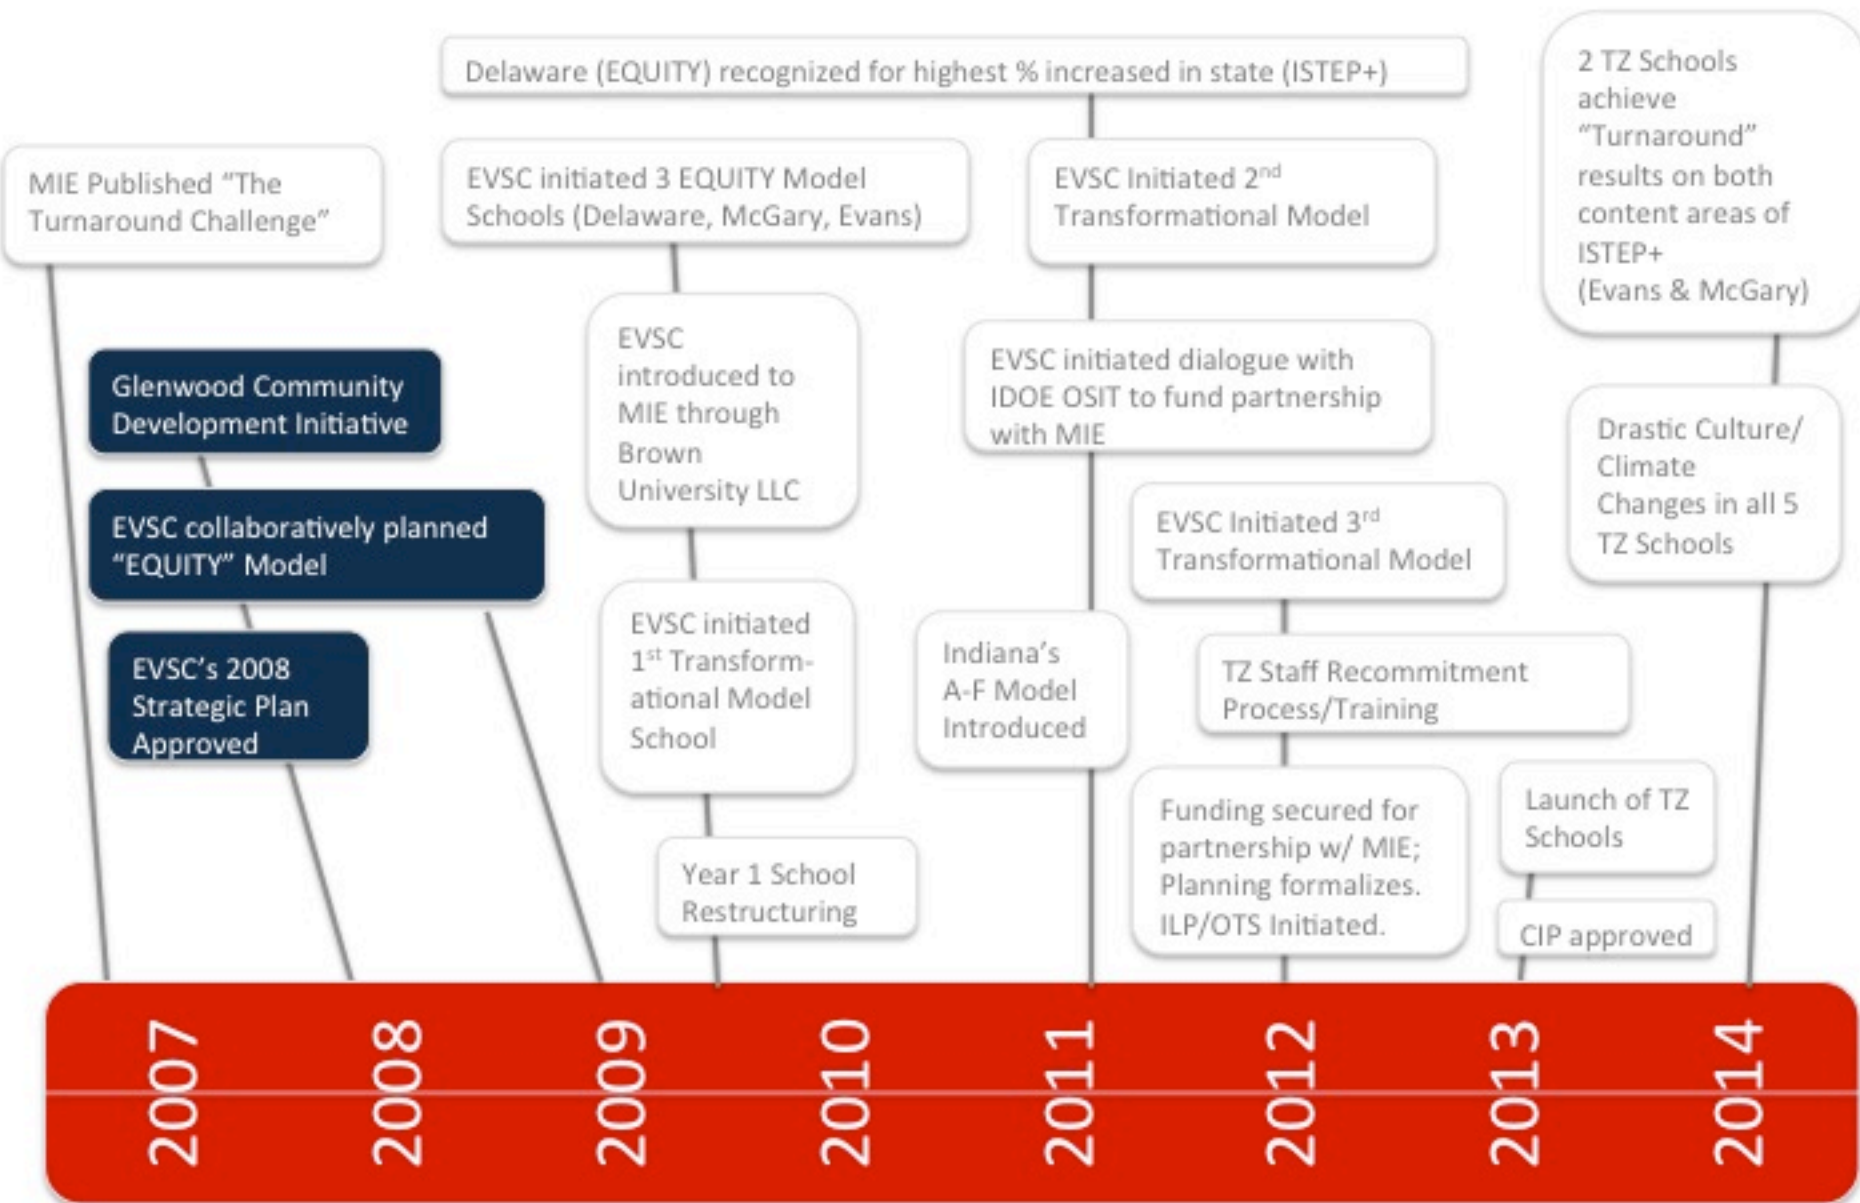 Delaware (EQUITY) recognized for highest % increased in state (ISTEP+)
2 TZ Schools
achieve
“Turnaround”
results on both
content areas of
ISTEP+
(Evans & McGary)
MIE Published “The
Turnaround Challenge”
EVSC initiated 3 EQUITY Model
Schools (Delaware, McGary, Evans)
EVSC Initiated 2nd
Transformational Model
Glenwood Community
Development Initiative
EVSC
introduced to
MIE through
Brown
University LLC
EVSC initiated dialogue with
IDOE OSIT to fund partnership
with MIE
Drastic Culture/
Climate
Changes in all 5
TZ Schools
EVSC collaboratively planned
“EQUITY” Model
EVSC Initiated 3rd
Transformational Model
EVSC’s 2008
Strategic Plan
Approved
EVSC initiated
1st Transform-
ational Model
School
Indiana’s
A-F Model
Introduced
TZ Staff Recommitment
Process/Training
Year 1 School
Restructuring
Funding secured for
partnership w/ MIE;
Planning formalizes.
ILP/OTS Initiated.
Launch of TZ
Schools
CIP approved
2007
2008
2009
2010
2011
2012
2013
2014